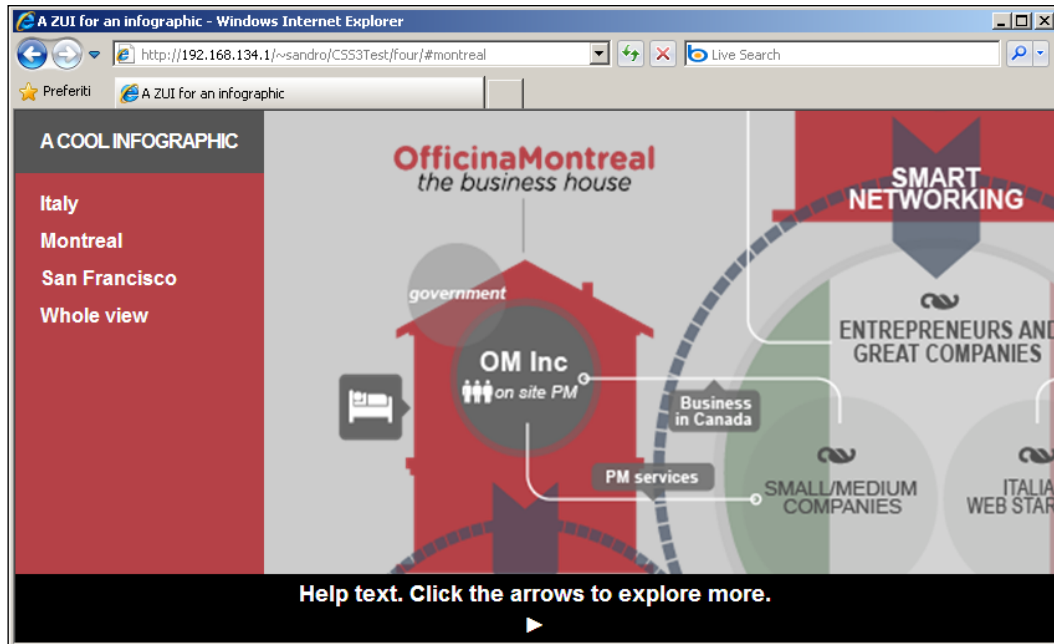 A ZUI for an infographic - Windows Internet Explorer
http://192.168.134.1/~sandro/CSS3Test/four/#montreal
Live Search
Preferiti
A ZUI for an infographic
A COOL INFOGRAPHIC
Italy
Montreal
San Francisco
Whole view
OfficinaMontreal
the business house
government
OM Inc
on site PM
Business
in Canada
PM services
SMART
NETWORKING
ENTREPRENEURS AND
GREAT COMPANIES
SMALL/MEDIUM
COMPANIES
ITALIA
WEB STAR
Help text. Click the arrows to explore more.